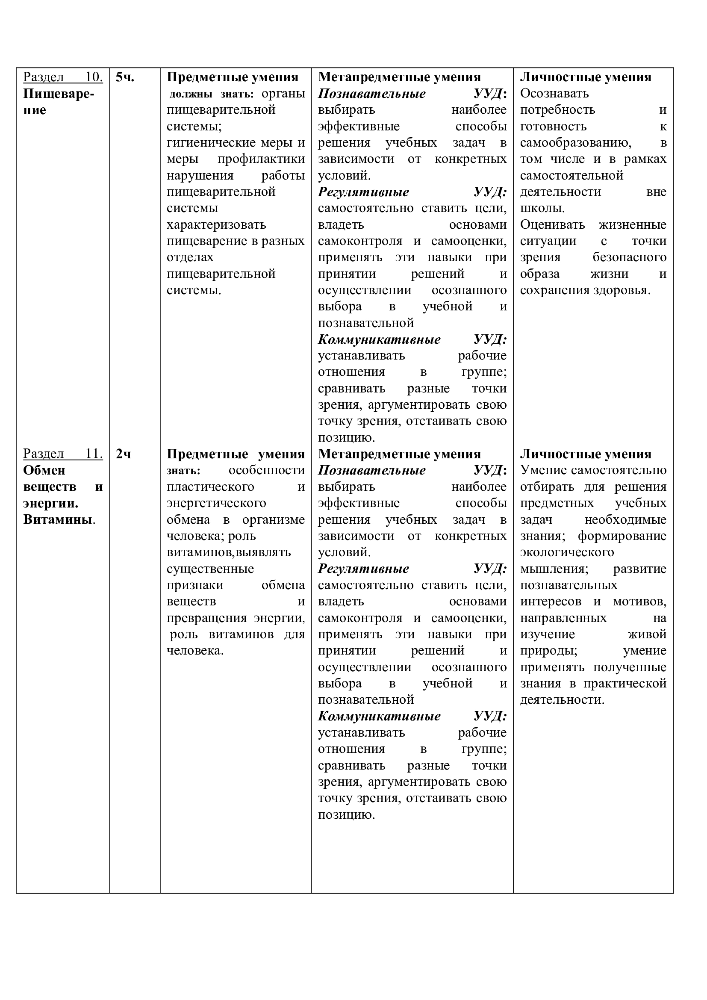 Раздел 10.
Пищеваре-
ние
5ч.
Предметные умения
должны знать: органы
пищеварительной
системы;
гигиенические меры и
меры профилактики
нарушения работы
пищеварительной
системы
характеризовать
пищеварение в разных
отделах
пищеварительной
системы.
Метапредметные умения
Познавательные УУД:
выбирать наиболее
эффективные способы
решения учебных задач в
зависимости от конкретных
условий.
Регулятивные УУД:
самостоятельно ставить цели,
владеть основами
самоконтроля и самооценки,
применять эти навыки при
принятии решений и
осуществлении осознанного
выбора в учебной и
познавательной
Коммуникативные УУД:
устанавливать рабочие
отношения в группе;
сравнивать разные точки
зрения, аргументировать свою
точку зрения, отстаивать свою
позицию.
Личностные умения
Осознавать
потребность и
готовность к
самообразованию, в
том числе и в рамках
самостоятельной
деятельности вне
школы.
Оценивать жизненные
ситуации с точки
зрения безопасного
образа жизни и
сохранения здоровья.
Раздел 11.
Обмен
веществ и
энергии.
Витамины.
2ч
Предметные умения
знать: особенности
пластического и
энергетического
обмена в организме
человека; роль
витаминов,выявлять
существенные
признаки обмена
веществ и
превращения энергии,
роль витаминов для
человека.
Метапредметные умения
Познавательные УУД:
выбирать наиболее
эффективные способы
решения учебных задач в
зависимости от конкретных
условий.
Регулятивные УУД:
самостоятельно ставить цели,
владеть основами
самоконтроля и самооценки,
применять эти навыки при
принятии решений и
осуществлении осознанного
выбора в учебной и
познавательной
Коммуникативные УУД:
устанавливать рабочие
отношения в группе;
сравнивать разные точки
зрения, аргументировать свою
точку зрения, отстаивать свою
позицию.
Личностные умения
Умение самостоятельно
отбирать для решения
предметных учебных
задач необходимые
знания; формирование
экологического
мышления; развитие
познавательных
интересов и мотивов,
направленных на
изучение живой
природы; умение
применять полученные
знания в практической
деятельности.